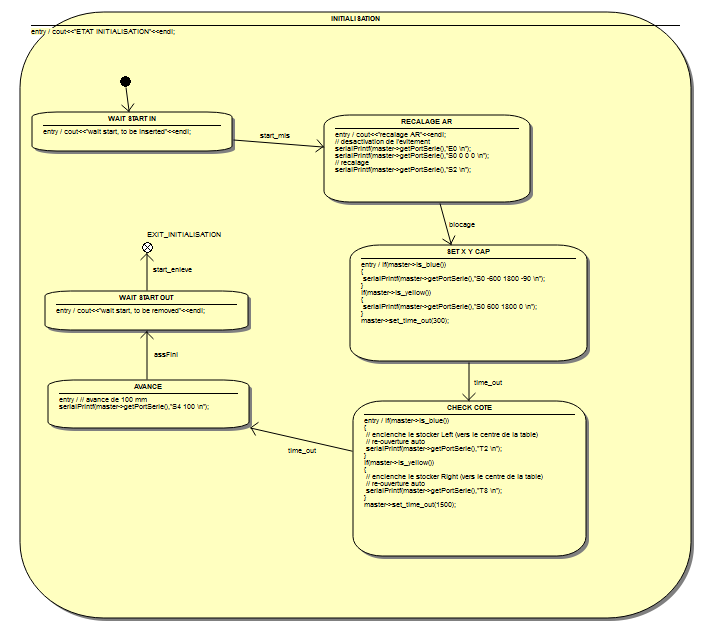 INITIALISATION
entry / cout<<"ETAT INITIALISATION"<<endl;
WAIT START IN
entry / cout<<"wait start, to be inserted"<<endl;
start_mis
RECALAGE AR
entry / cout<<"recalage AR"<<endl;
// desactivation de l'evitement
serialPrintf(master->getPortSerie(),"E0 \n");
serialPrintf(master->getPortSerie(),"S0 0 0 0 \n");
// recalage
serialPrintf(master->getPortSerie(),"S2 \n");
blocage
SET X Y CAP
entry / if(master->is_blue())
{
serialPrintf(master->getPortSerie(),"S0 -600 1800 -90 \n");
}
if(master->is_yellow())
{
serialPrintf(master->getPortSerie(),"S0 600 1800 0 \n");
}
master->set_time_out(300);
time_out
CHECK COTE
entry / if(master->is_blue())
{
// enclenche le stocker Left (vers le centre de la table)
// re-ouverture auto
serialPrintf(master->getPortSerie(),"T2 \n");
}
if(master->is_yellow())
{
// enclenche le stocker Right (vers le centre de la table)
// re-ouverture auto
serialPrintf(master->getPortSerie(),"T8 \n");
}
master->set_time_out(1500);
time_out
AVANCE
entry / // avance de 100 mm
serialPrintf(master->getPortSerie(),"S4 100 \n");
assFini
WAIT START OUT
entry / cout<<"wait start, to be removed"<<endl;
start_enleve
EXIT_INITIALISATION